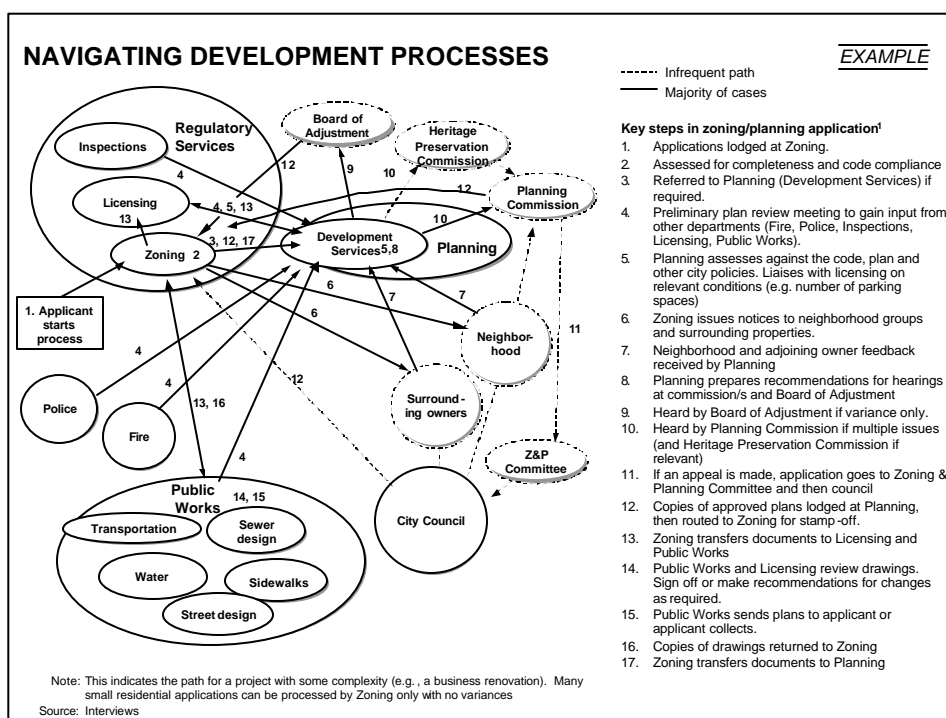 NAVIGATING DEVELOPMENT PROCESSES
EXAMPLE
Infrequent path
Majority of cases
Regulatory
Services
Inspections
Licensing
13
Zoning 2
1. Applicant
starts
process
Board of
Adjustment
Heritage
Preservation
Commission
Planning
Commission
Development
Services5,8
Planning
4
12
9
10
12
4, 5, 13
10
3, 12, 17
6
6
7
7
11
Neighbor-
hood
Surround-
ing owners
4
4
12
13, 16
4
Police
Fire
Z&P
Committee
City Council
Public
Works
14, 15
Transportation
Sewer
design
Water
Sidewalks
Street design
Key steps in zoning/planning application1
1. Applications lodged at Zoning.
2 Assessed for completeness and code compliance
3. Referred to Planning (Development Services) if
required.
4 Preliminary plan review meeting to gain input from
other departments (Fire, Police, Inspections,
Licensing, Public Works).
5. Planning assesses against the code, plan and
other city policies. Liaises with licensing on
relevant conditions (e.g. number of parking
spaces)
6. Zoning issues notices to neighborhood groups
and surrounding properties.
7. Neighborhood and adjoining owner feedback
received by Planning
8 Planning prepares recommendations for hearings
at commission/s and Board of Adjustment
9. Heard by Board of Adjustment if variance only.
10. Heard by Planning Commission if multiple issues
(and Heritage Preservation Commission if
relevant)
11. If an appeal is made, application goes to Zoning &
Planning Committee and then council
12. Copies of approved plans lodged at Planning,
then routed to Zoning for stamp-off.
13. Zoning transfers documents to Licensing and
Public Works
14. Public Works and Licensing review drawings.
Sign off or make recommendations for changes
as required.
15. Public Works sends plans to applicant or
applicant collects.
16. Copies of drawings returned to Zoning
17. Zoning transfers documents to Planning
Note: This indicates the path for a project with some complexity (e.g., a business renovation). Many
small residential applications can be processed by Zoning only with no variances
Source: Interviews